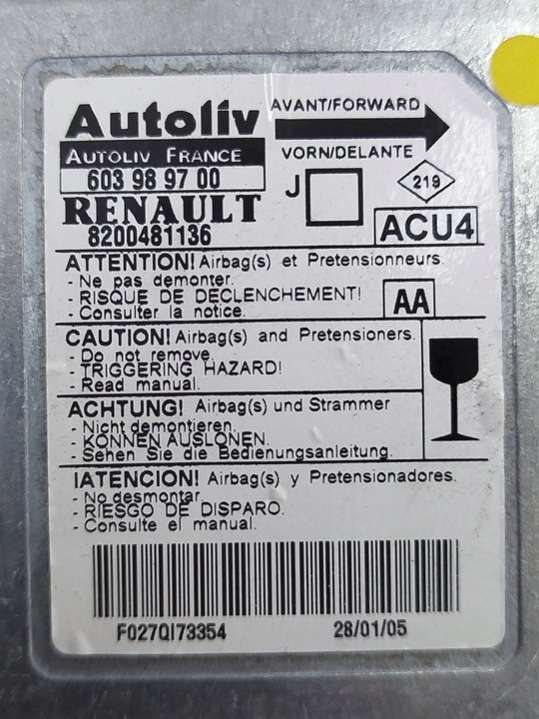 Autoliv
AVANT/FORWARD
AUTOLIV FRANCE
VORN/DELANTE
603 98 97 00
J
219
RENAULT
8200481136
ACU4
ATTENTION! Airbag(s) et Pretensionneurs
- Ne pas demonter.
- RISQUE DE DECLENCHEMENT!
- Consulter la notice.
AA
CAUTION! Airbag(s) and Pretensioners.
- Do not remove.
- TRIGGERING HAZARD!
- Read manual.
ACHTUNG! Airbag(s) und Strammer
- Nicht demontieren.
- KONNEN AUSLONEN.
- Sehen Sie die Bedienungsanleitung.
IATENCION! Airbag(s) y Pretensionadores.
- No desmontar
- RIESGO DE DISPARO.
- Consulte el manual.
F027QI73354
28/01/05